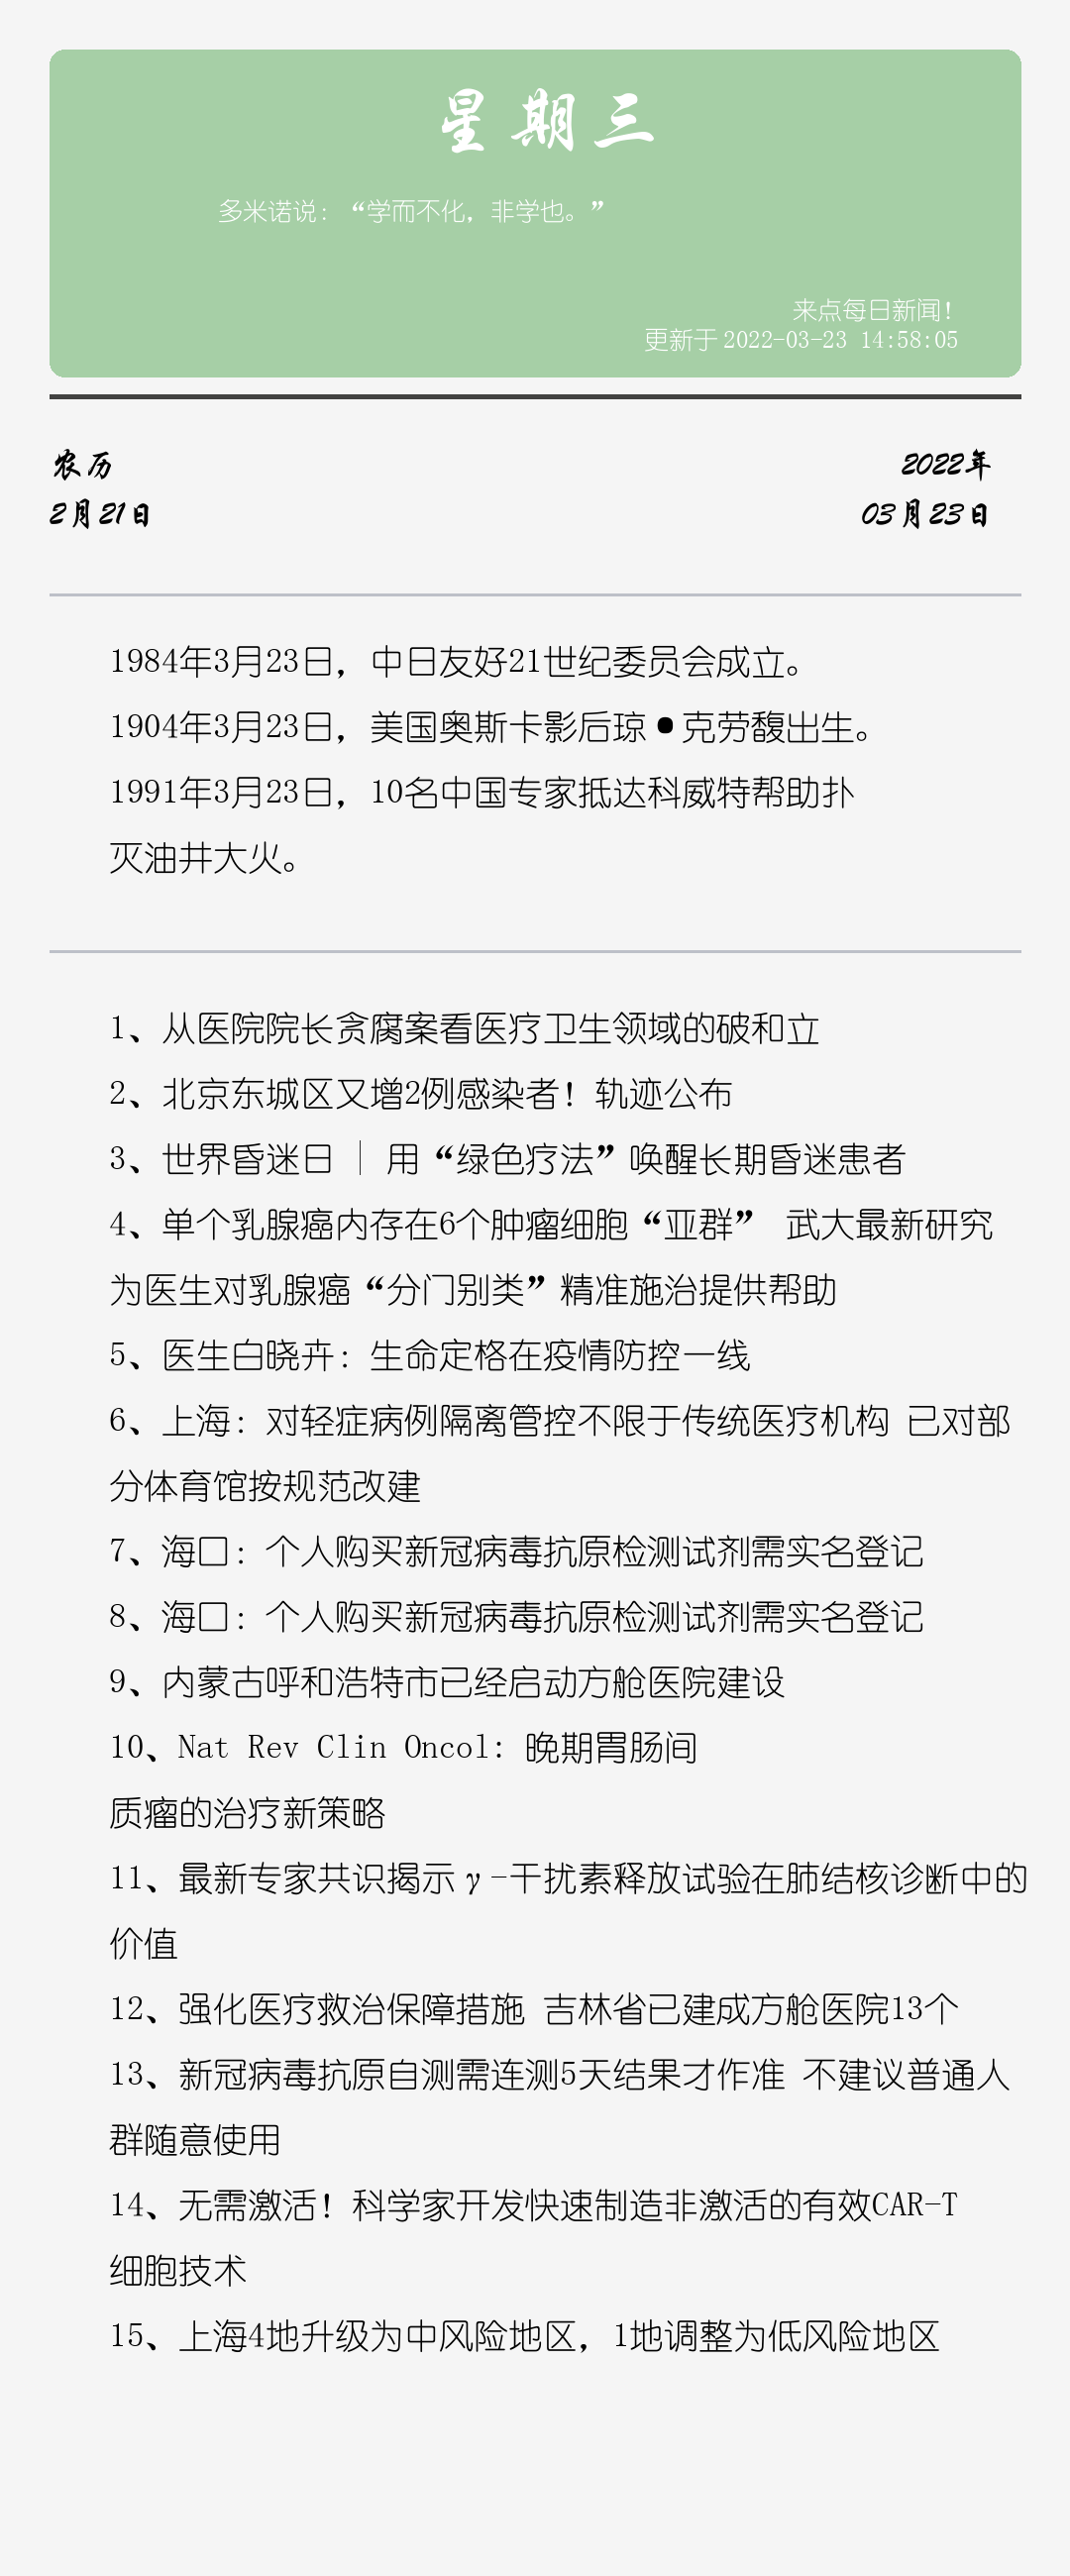 星期三
多米诺说：“学而不化，非学也。”
来点每日新闻！
更新于2022-03-23 14:58:05
农历
2022年
2月21日
03月23日
1984年3月23日，中日友好21世纪委员会成立。
1904年3月23日，美国奥斯卡影后琼•克劳馥出生。
1991年3月23日，10名中国专家抵达科威特帮助扑
灭油井大火。
1、从医院院长贪腐案看医疗卫生领域的破和立
2、北京东城区又增2例感染者！轨迹公布
3、世界昏迷日｜用“绿色疗法”唤醒长期昏迷患者
4、单个乳腺癌内存在6个肿瘤细胞“亚群” 武大最新研究
为医生对乳腺癌“分门别类”精准施治提供帮助
5、医生白晓卉：生命定格在疫情防控一线
6、上海：对轻症病例隔离管控不限于传统医疗机构 已对部
分体育馆按规范改建
7、海口：个人购买新冠病毒抗原检测试剂需实名登记
8、海口：个人购买新冠病毒抗原检测试剂需实名登记
9、内蒙古呼和浩特市已经启动方舱医院建设
10、Nat Rev Clin Oncol: 晚期胃肠间
质瘤的治疗新策略
11、最新专家共识揭示γ-干扰素释放试验在肺结核诊断中的
价值
12、强化医疗救治保障措施 吉林省已建成方舱医院13个
13、新冠病毒抗原自测需连测5天结果才作准 不建议普通人
群随意使用
14、无需激活！科学家开发快速制造非激活的有效CAR-T
细胞技术
15、上海4地升级为中风险地区，1地调整为低风险地区